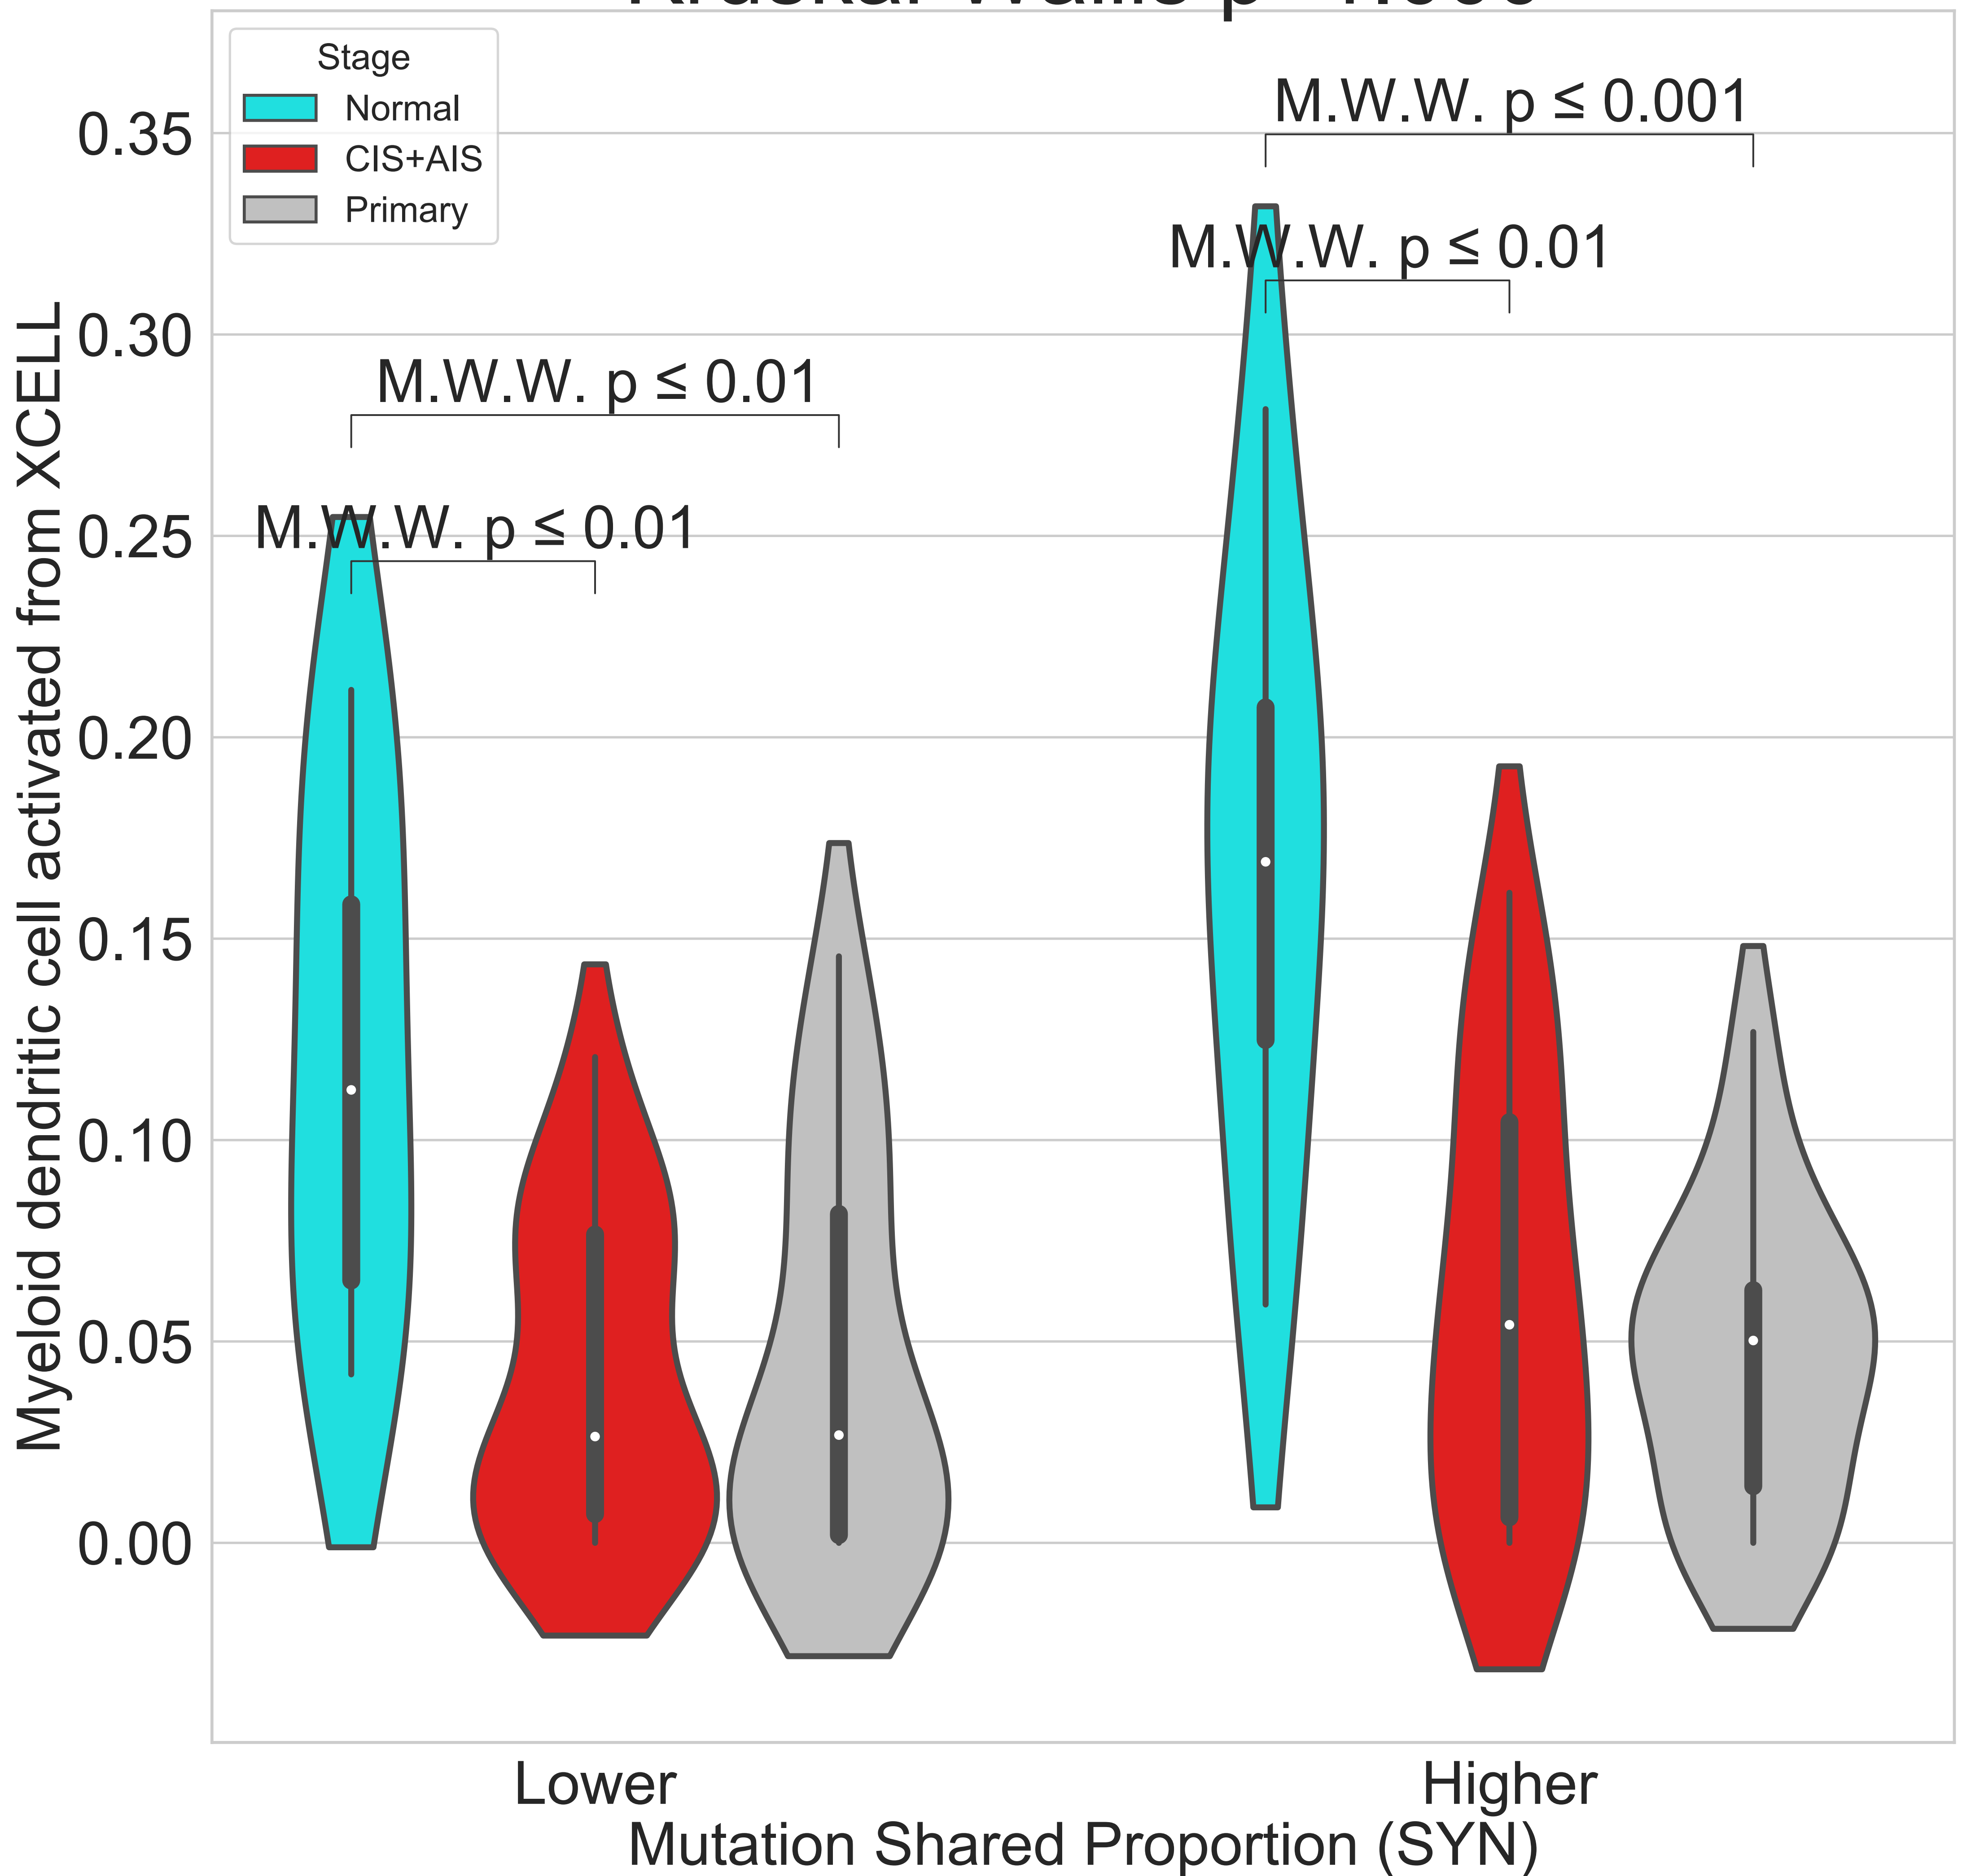 Stage
Normal
CIS+AIS
Primary
M.W.W. p ≤ 0.001
M.W.W. p ≤ 0.01
M.W.W. p ≤ 0.01
M.W.W. p ≤ 0.01
0.35
0.30
0.25
0.20
0.15
0.10
0.05
0.00
Myeloid dendritic cell activated from XCELL
Lower
Higher
Mutation Shared Proportion (SYN)